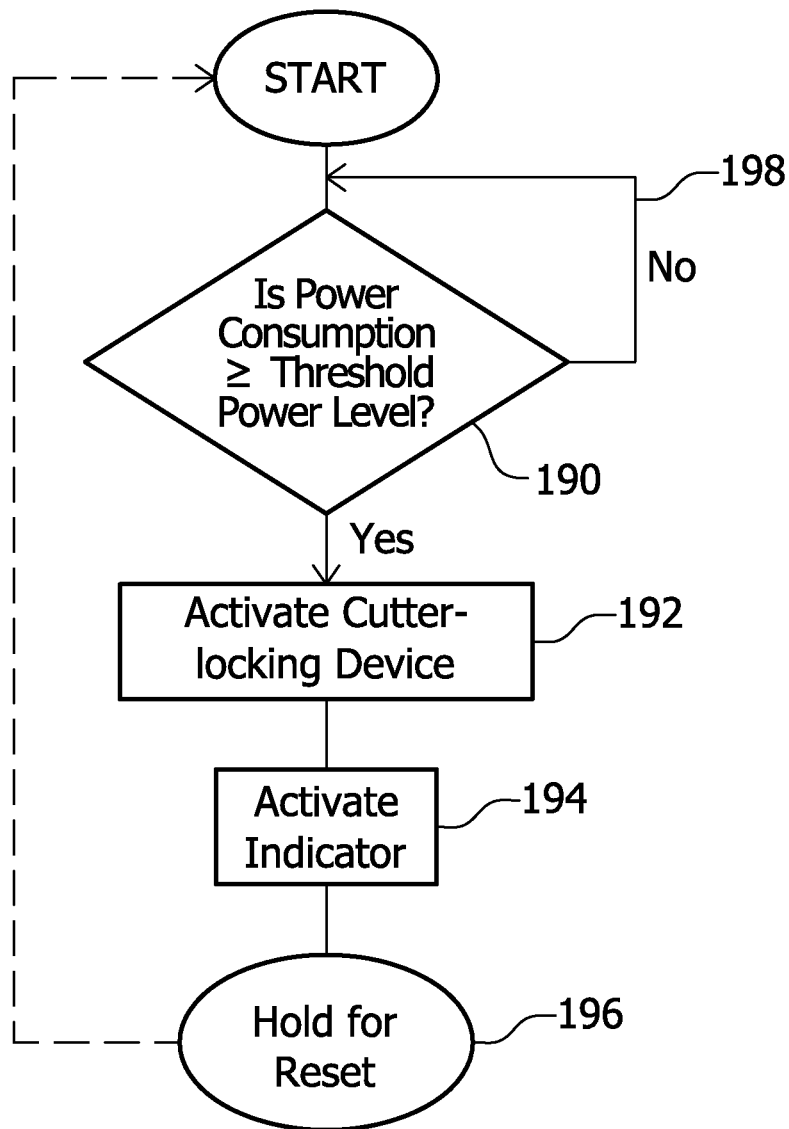 START
198
No
Is Power
Consumption
≥ Threshold
Power Level?
190
Yes
Activate Cutter-
locking Device
192
Activate
Indicator
194
Hold for
Reset
196